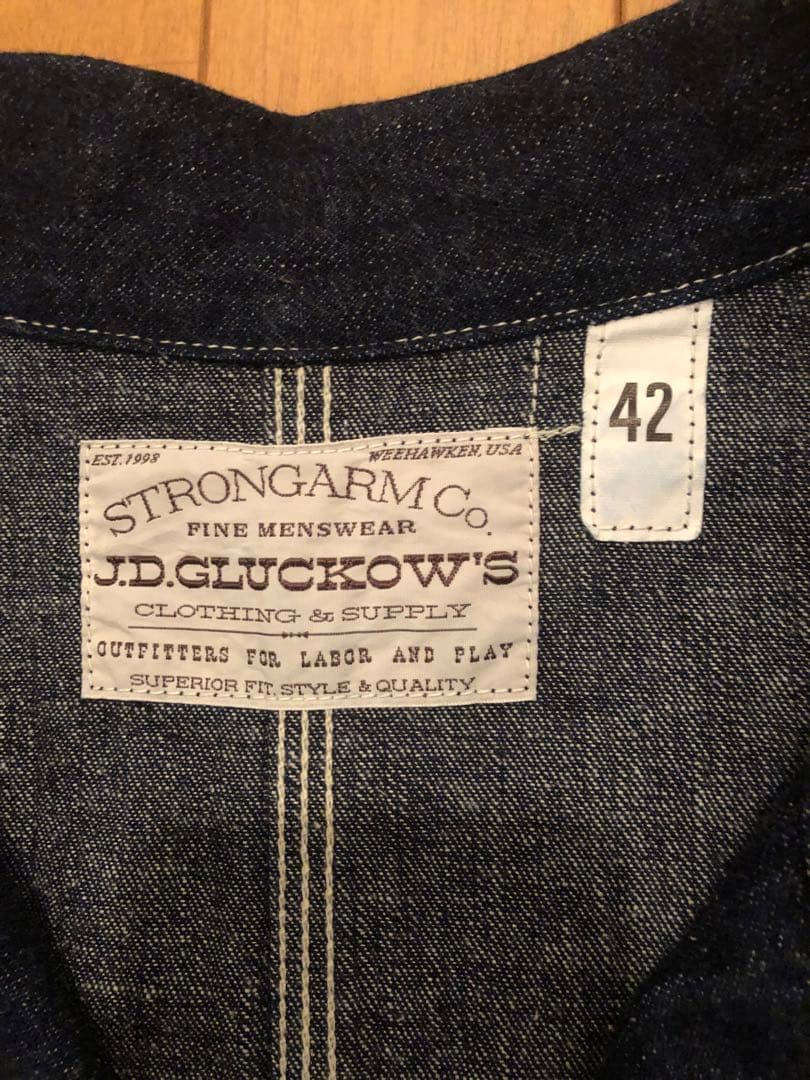 EST. 1998
WEEHAWKEN, USA
STRONGARM CO.
FINE MENSWEAR
J.D.GLUCKOW'S
CLOTHING & SUPPLY
OUTFITTERS FOR LABOR AND PLAY
SUPERIOR FIT, STYLE & QUALITY
42